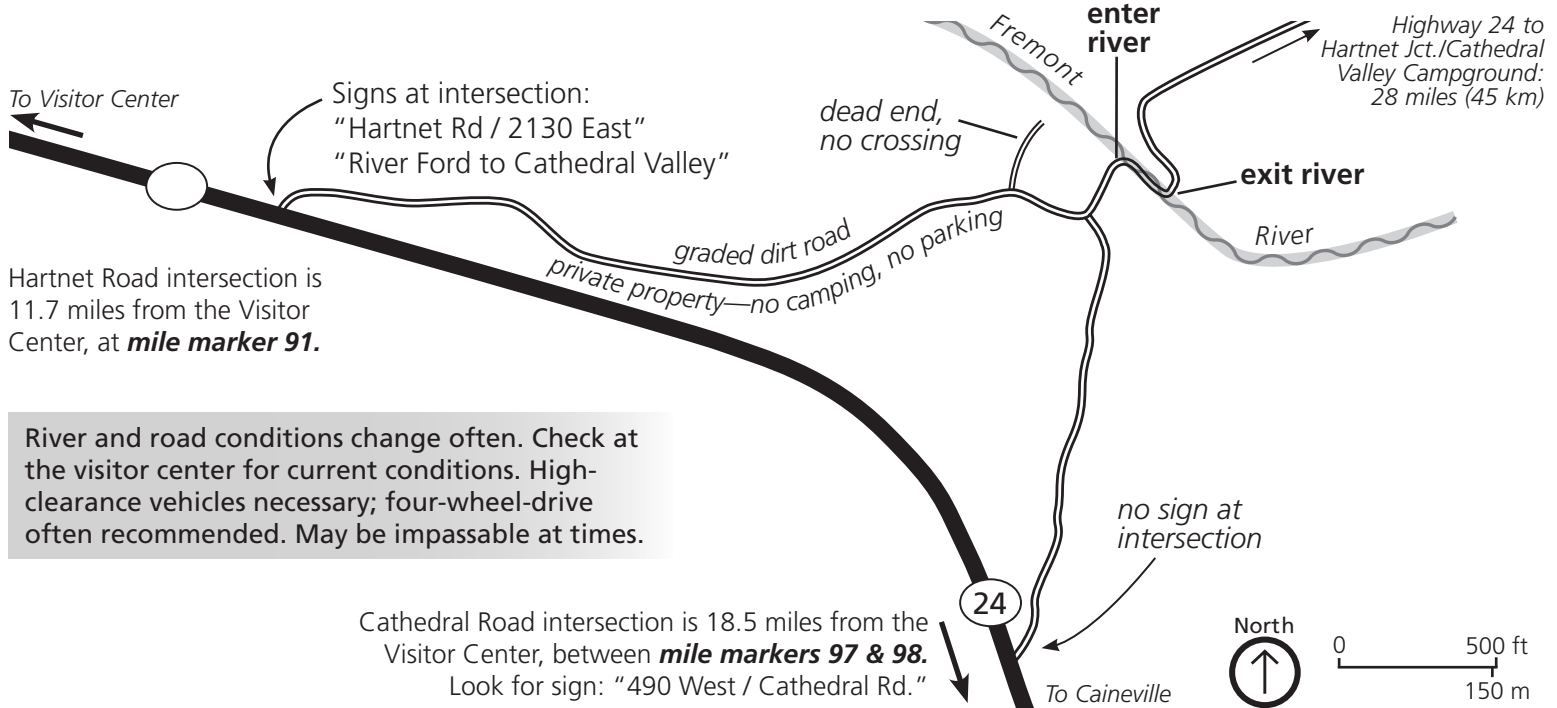 Fremont
enter
river
Highway 24 to
Hartnet Jct./Cathedral
Valley Campground:
28 miles (45 km)
To Visitor Center
Signs at intersection:
“Hartnet Rd / 2130 East”
“River Ford to Cathedral Valley”
dead end,
no crossing
exit river
River
graded dirt road
private property—no camping, no parking
Hartnet Road intersection is
11.7 miles from the Visitor
Center, at mile marker 91.
River and road conditions change often. Check at
the visitor center for current conditions. High-
clearance vehicles necessary; four-wheel-drive
often recommended. May be impassable at times.
no sign at
intersection
24
Cathedral Road intersection is 18.5 miles from the
Visitor Center, between mile markers 97 & 98.
Look for sign: “490 West / Cathedral Rd.”
To Caineville
North
0 500 ft
150 m